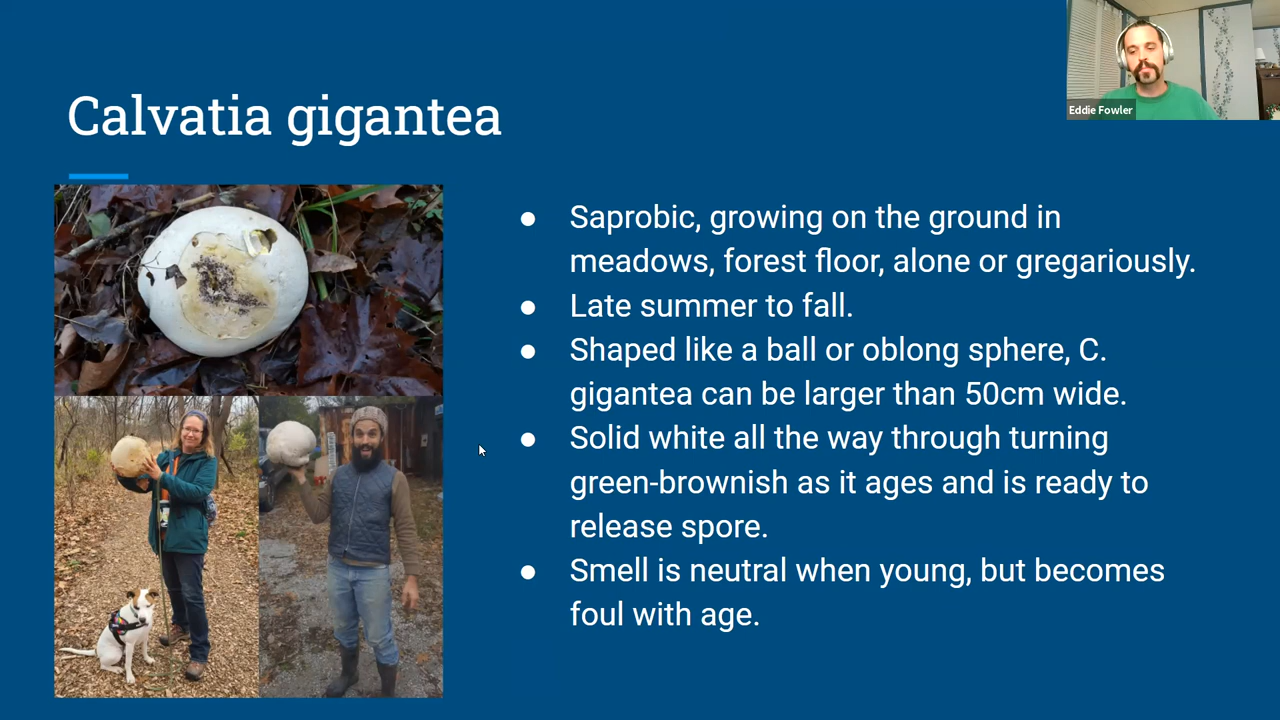 Calvatia gigantea
Eddie Fowler
● Saprobic, growing on the ground in
meadows, forest floor, alone or gregariously.
● Late summer to fall.
● Shaped like a ball or oblong sphere, C.
gigantea can be larger than 50cm wide.
● Solid white all the way through turning
green-brownish as it ages and is ready to
release spore.
● Smell is neutral when young, but becomes
foul with age.